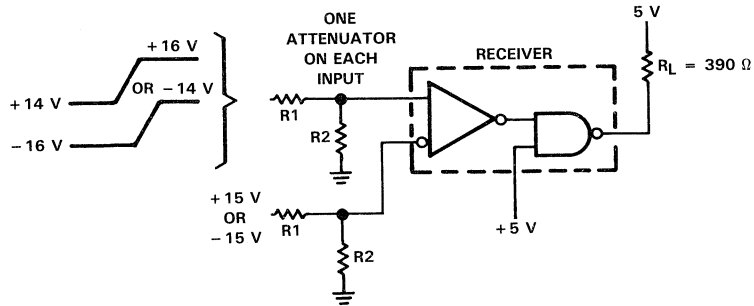 ONE
ATTENUATOR
ON EACH
INPUT
5 V
+16 V
OR −14 V
+14 V
−16 V
RECEIVER
RL = 390 Ω
R1
R2
+15 V
OR
−15 V
R1
R2
+5 V